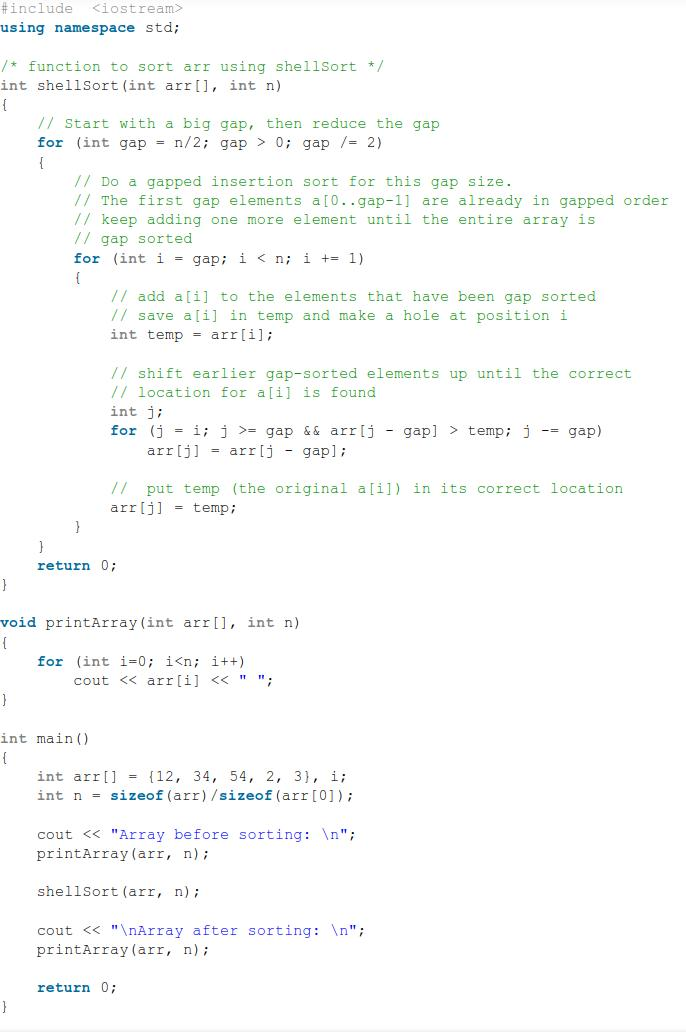 #include  <iostream>
using namespace std;

/* function to sort arr using shellSort */
int shellSort(int arr[], int n)
{
    // Start with a big gap, then reduce the gap
    for (int gap = n/2; gap > 0; gap /= 2)
    {
        // Do a gapped insertion sort for this gap size.
        // The first gap elements a[0..gap-1] are already in gapped order
        // keep adding one more element until the entire array is
        // gap sorted
        for (int i = gap; i < n; i += 1)
        {
            // add a[i] to the elements that have been gap sorted
            // save a[i] in temp and make a hole at position i
            int temp = arr[i];

            // shift earlier gap-sorted elements up until the correct
            // location for a[i] is found
            int j;
            for (j = i; j >= gap && arr[j - gap] > temp; j -= gap)
                arr[j] = arr[j - gap];

            //  put temp (the original a[i]) in its correct location
            arr[j] = temp;
        }
    }
    return 0;
}

void printArray(int arr[], int n)
{
    for (int i=0; i<n; i++)
        cout << arr[i] << " ";
}

int main()
{
    int arr[] = {12, 34, 54, 2, 3}, i;
    int n = sizeof(arr)/sizeof(arr[0]);

    cout << "Array before sorting: \n";
    printArray(arr, n);

    shellSort(arr, n);

    cout << "\nArray after sorting: \n";
    printArray(arr, n);

    return 0;
}